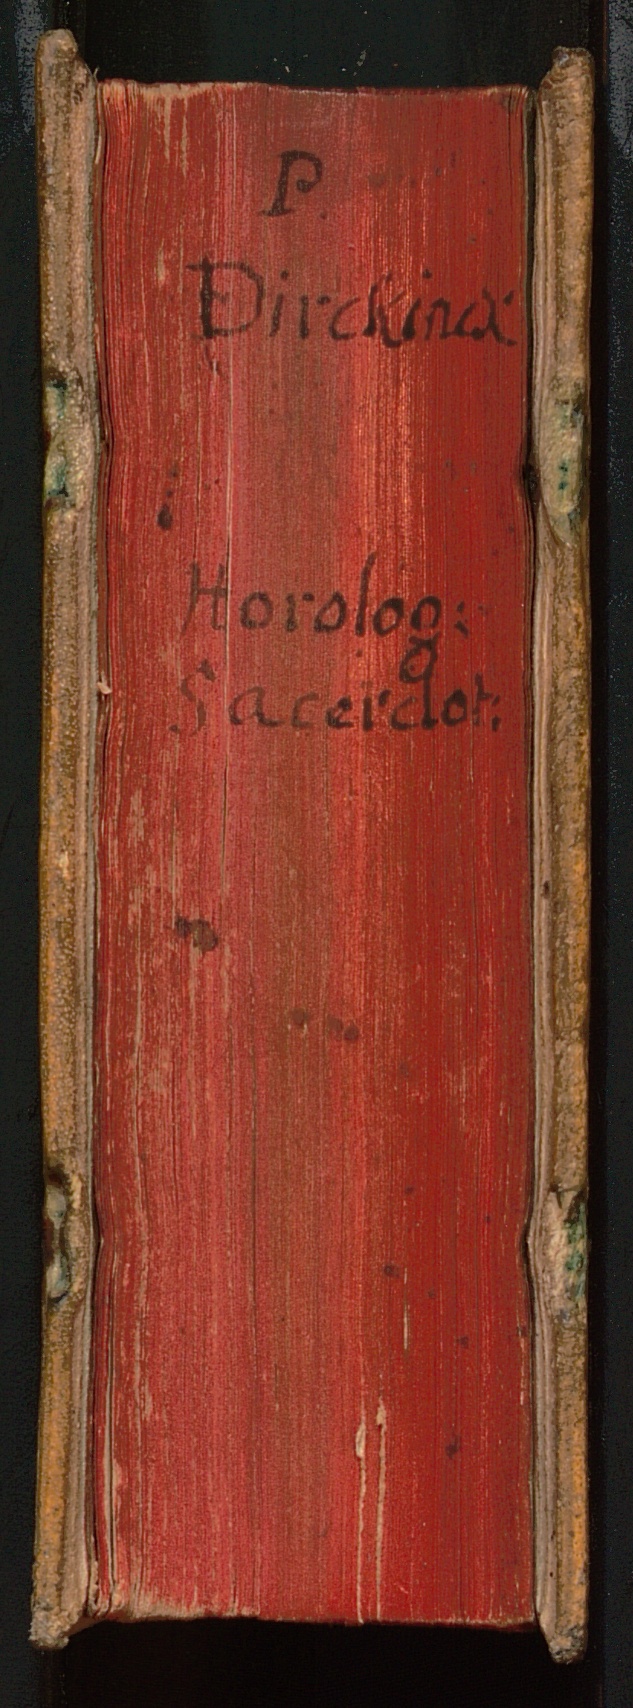 P.
Dirckinck
Horolog:
Sacerdot: